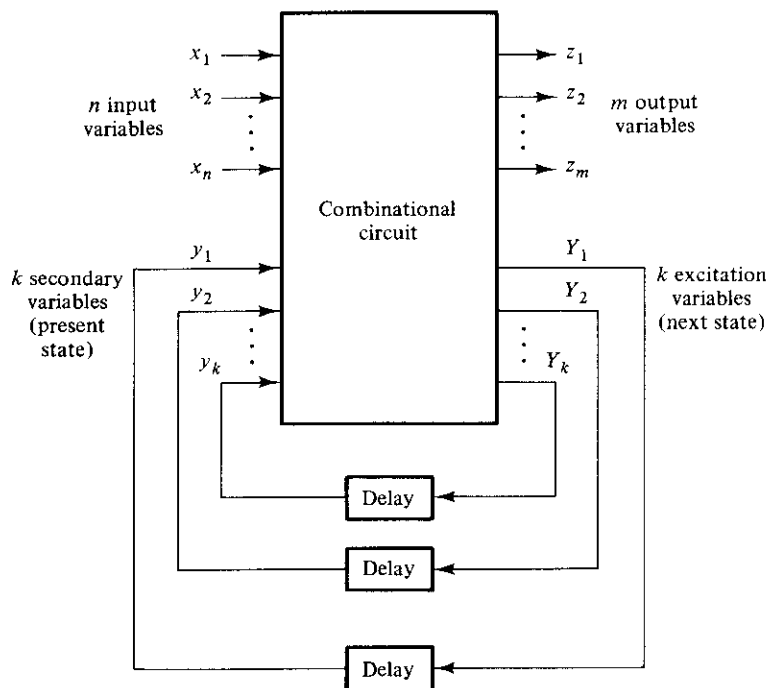 x1
z1
n input
variables
x2
z2
m output
variables
xn
zm
Combinational
circuit
k secondary
variables
(present
state)
y1
Y1
k excitation
variables
(next state)
y2
Y2
yk
Yk
Delay
Delay
Delay